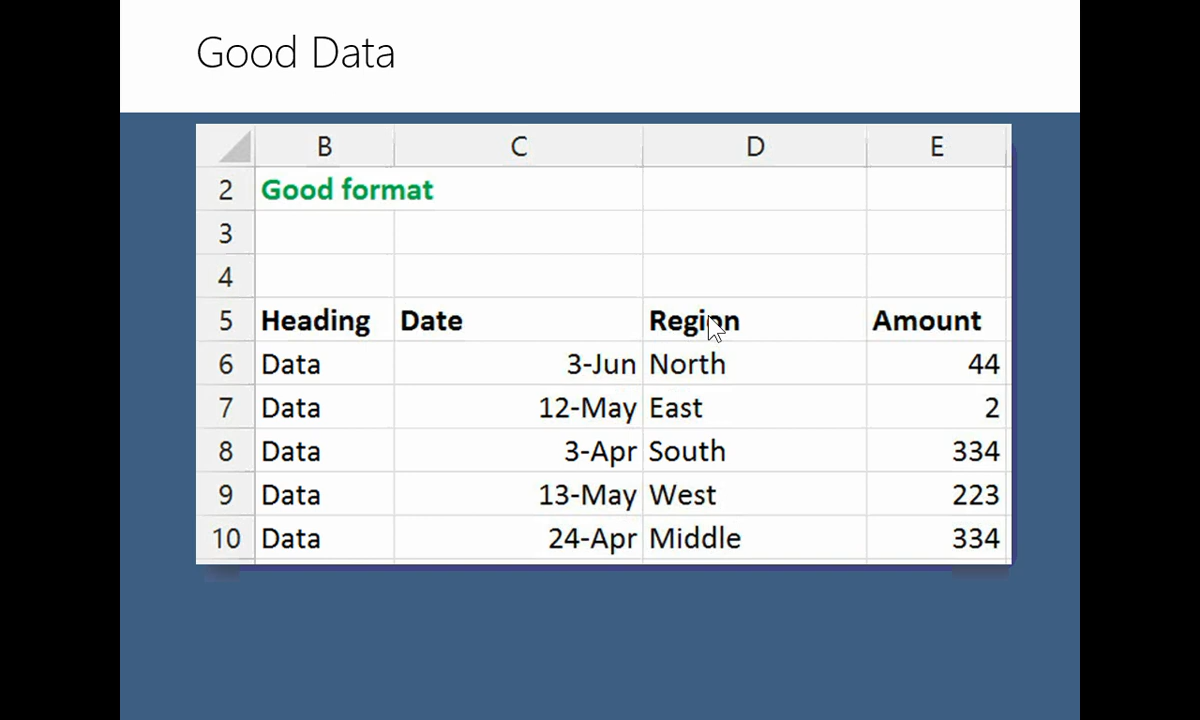 Good Data
B C D E
2 Good format
3
4
5 Heading Date Region Amount
6 Data 3-Jun North 44
7 Data 12-May East 2
8 Data 3-Apr South 334
9 Data 13-May West 223
10 Data 24-Apr Middle 334